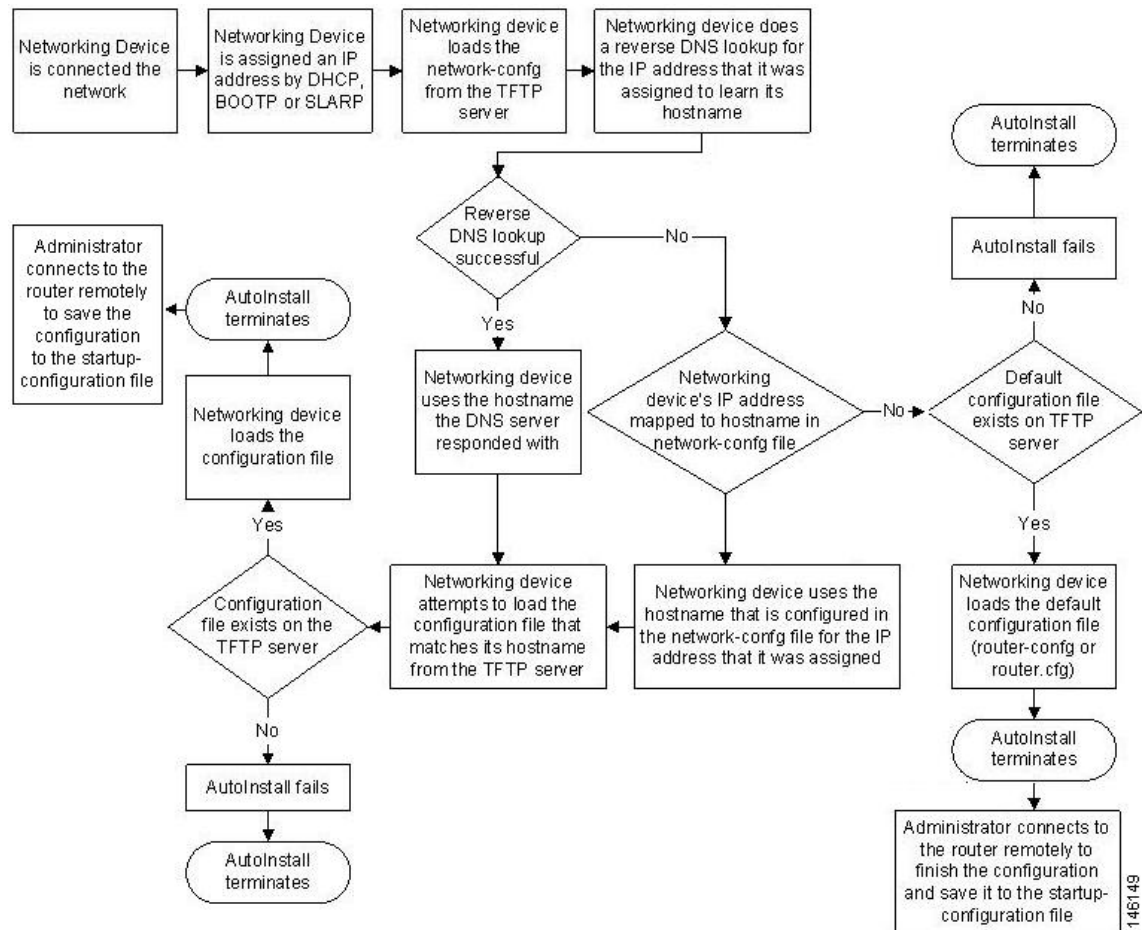 Networking Device
is connected the
network
Networking Device
is assigned an IP
address by DHCP,
BOOTP or SLARP
Networking device
loads the
network-confg
from the TFTP
server
Networking device does
a reverse DNS lookup for
the IP address that it was
assigned to learn its
hostname
AutoInstall
terminates
AutoInstall fails
No
Reverse
DNS lookup
successful
No
Yes
Administrator
connects to the
router remotely
to save the
configuration
to the startup-
configuration file
AutoInstall
terminates
Networking device
loads the
configuration file
Yes
Networking device
uses the hostname
the DNS server
responded with
Networking
device's IP address
mapped to hostname in
network-confg file
No
Default
configuration file
exists on TFTP
server
Yes
Configuration
file exists on the
TFTP server
Networking device
attempts to load the
configuration file that
matches its hostname
from the TFTP server
Networking device uses the
hostname that is configured in
the network-confg file for the IP
address that it was assigned
Networking device
loads the default
configuration file
(router-confg or
router.cfg)
No
AutoInstall fails
AutoInstall
terminates
AutoInstall
terminates
Administrator connects to
the router remotely to
finish the configuration
and save it to the startup-
configuration file
146149